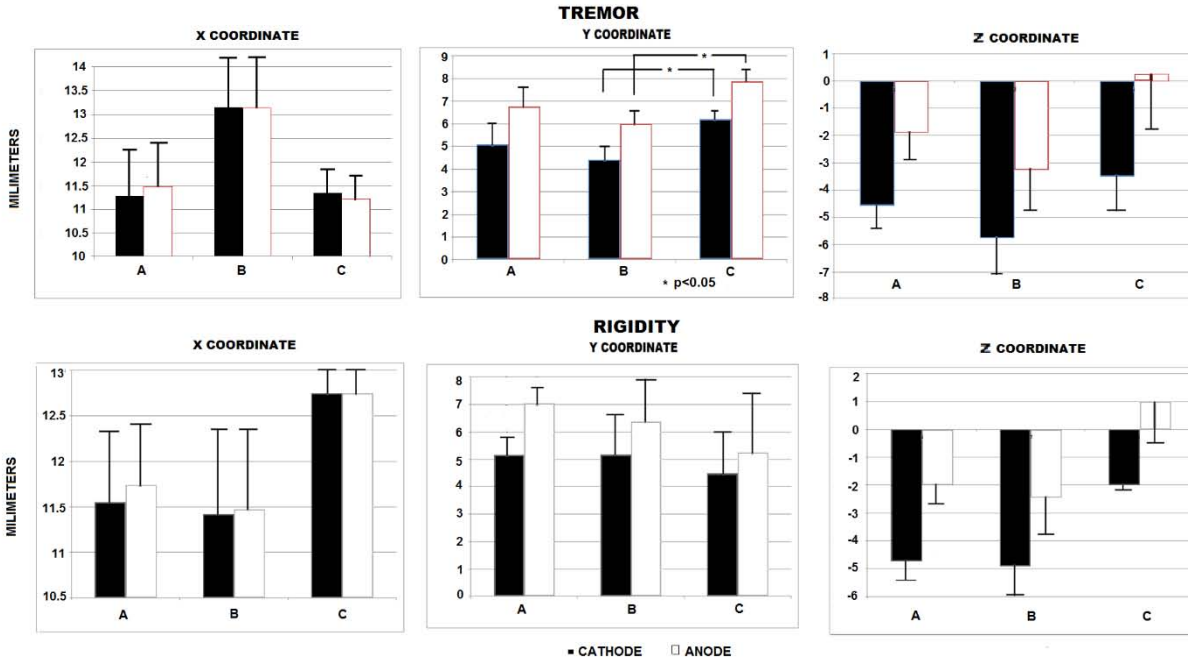 TREMOR
X COORDINATE
Y COORDINATE
Z COORDINATE
MILIMETERS
14
13.5
13
12.5
12
11.5
11
10.5
10
A
B
C
9
8
7
6
5
4
3
2
1
0
*
*
A
B
C
* p<0.05
1
0
-1
-2
-3
-4
-5
-6
-7
-8
A
B
C
RIGIDITY
X COORDINATE
Y COORDINATE
Z COORDINATE
MILIMETERS
13
12.5
12
11.5
11
10.5
A
B
C
8
7
6
5
4
3
2
1
0
A
B
C
2
1
0
-1
-2
-3
-4
-5
-6
A
B
C
CATHODE
ANODE